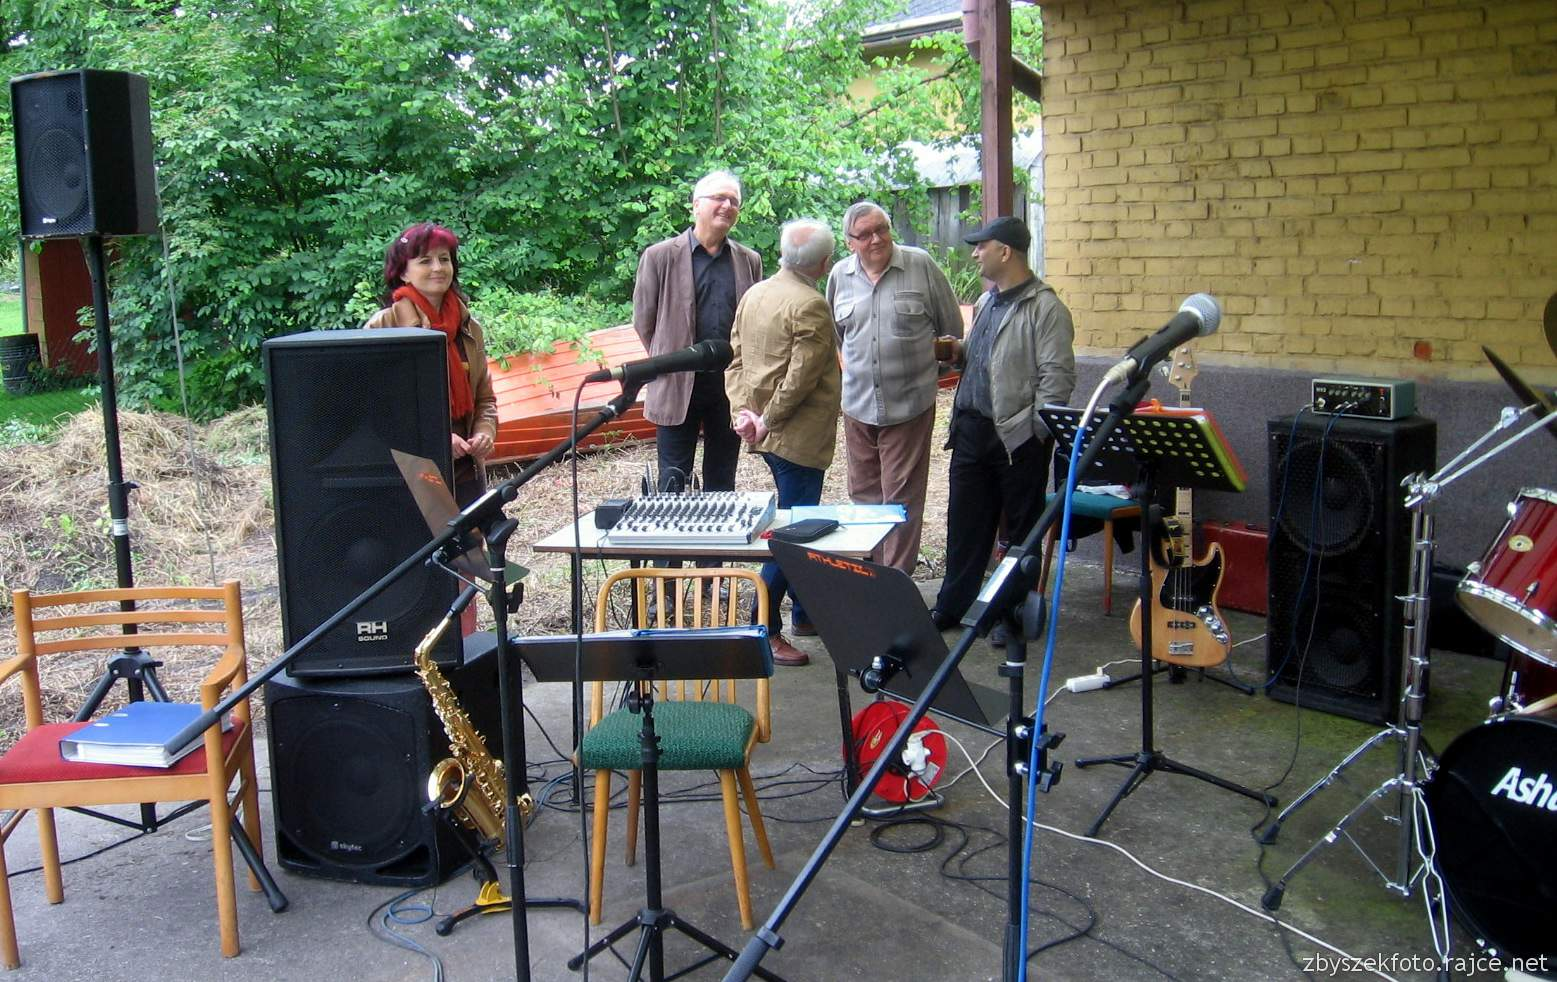 RH
SOUND
skytec
ATHLETIC
Ash
zbyszekfoto.rajce.net